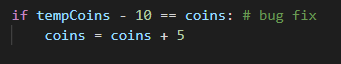 if tempCoins - 10 == coins: # bug fix
    coins = coins + 5